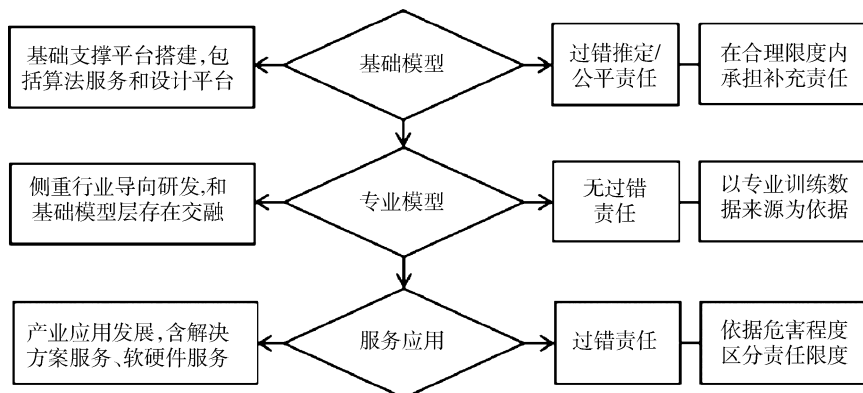 基础支撑平台搭建,包
括算法服务和设计平台
基础模型
过错推定/
公平责任
在合理限度内
承担补充责任
侧重行业导向研发,和
基础模型层存在交融
专业模型
无过错
责任
以专业训练数
据来源为依据
产业应用发展,含解决
方案服务、软硬件服务
服务应用
过错责任
依据危害程度
区分责任限度